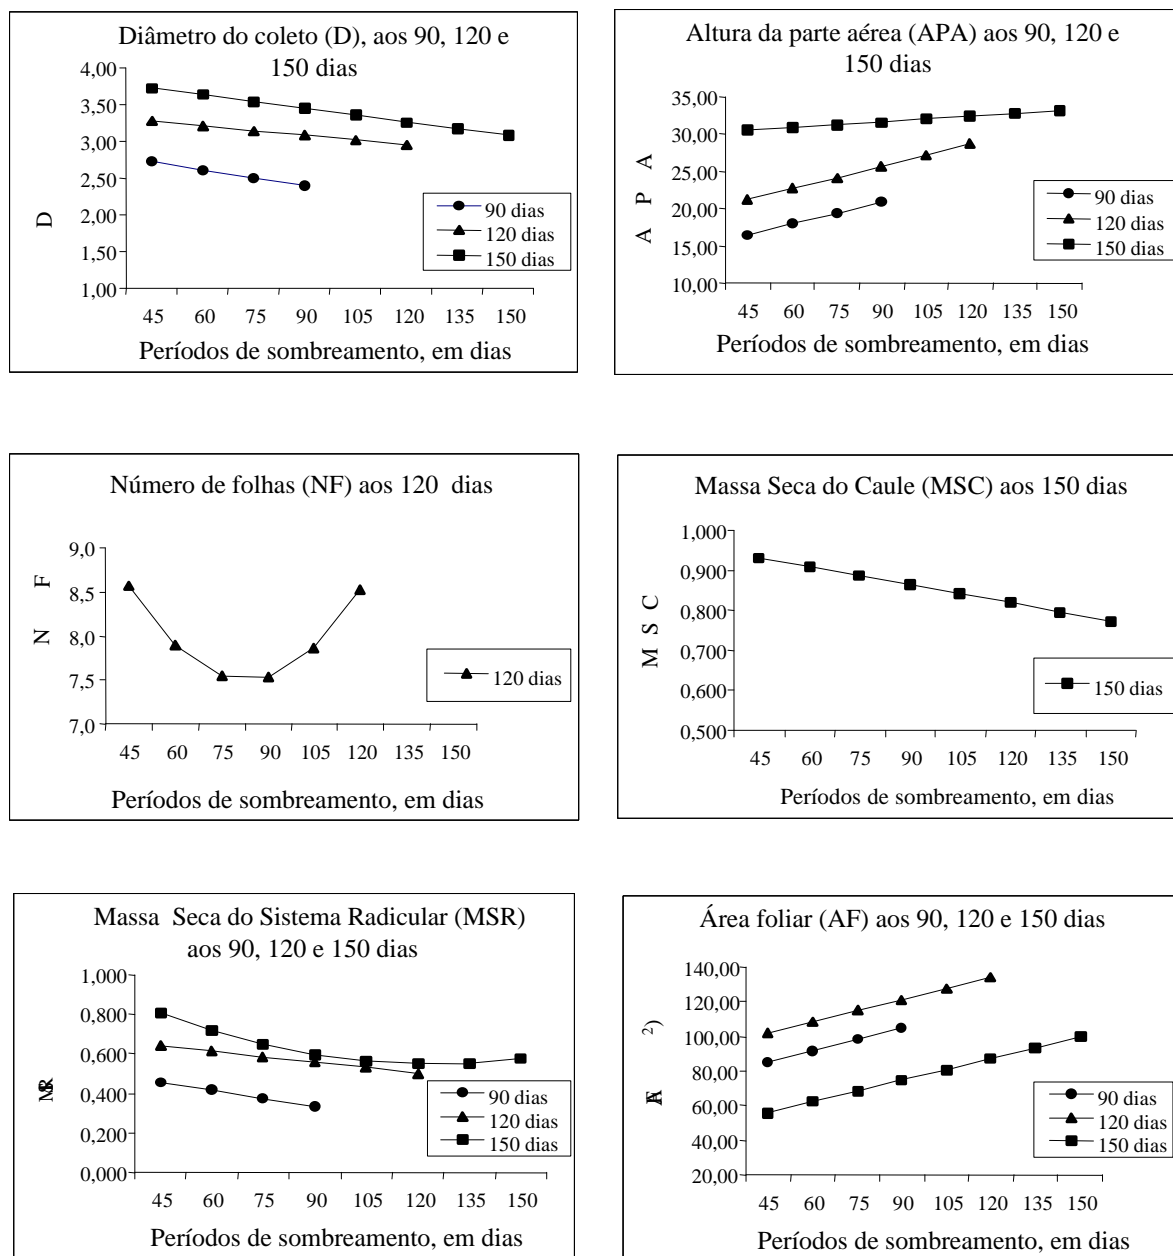 Diâmetro do coleto (D), aos 90, 120 e
150 dias
4,00
3,50
3,00
2,50
2,00
1,50
1,00
D
90 dias
120 dias
150 dias
45 60 75 90 105 120 135 150
Períodos de sombreamento, em dias
Altura da parte aérea (APA) aos 90, 120 e
150 dias
35,00
30,00
25,00
20,00
15,00
10,00
A P A
90 dias
120 dias
150 dias
45 60 75 90 105 120 135 150
Períodos de sombreamento, em dias
Número de folhas (NF) aos 120 dias
9,0
8,5
8,0
7,5
7,0
N F
120 dias
45 60 75 90 105 120 135 150
Períodos de sombreamento, em dias
Massa Seca do Caule (MSC) aos 150 dias
1,000
0,900
0,800
0,700
0,600
0,500
M S C
150 dias
45 60 75 90 105 120 135 150
Períodos de sombreamento, em dias
Massa Seca do Sistema Radicular (MSR)
aos 90, 120 e 150 dias
1,000
0,800
0,600
0,400
0,200
0,000
MSR
90 dias
120 dias
150 dias
45 60 75 90 105 120 135 150
Períodos de sombreamento, em dias
Área foliar (AF) aos 90, 120 e 150 dias
140,00
120,00
100,00
80,00
60,00
40,00
20,00
2)
90 dias
120 dias
150 dias
45 60 75 90 105 120 135 150
Períodos de sombreamento, em dias